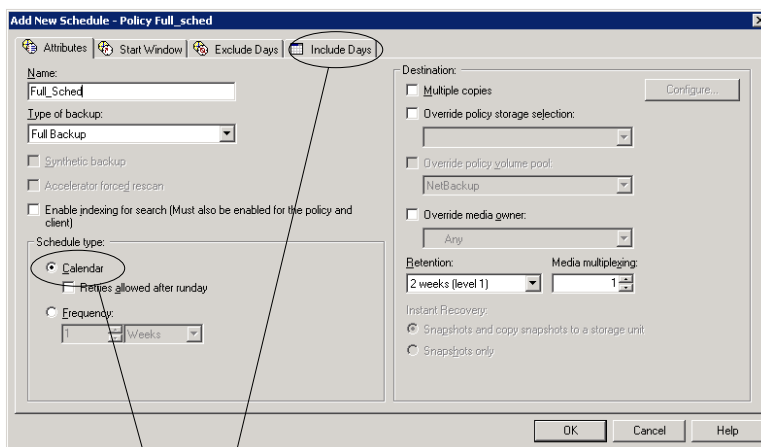 Add New Schedule - Policy Full_sched
Attributes
Start Window
Exclude Days
Include Days
Name:
Full_Sched
Type of backup:
Full Backup
Synthetic backup
Accelerator forced rescan
Enable indexing for search (Must also be enabled for the policy and
client)
Schedule type:
Calendar
Retries allowed after runday
Frequency:
1 Weeks
Destination:
Multiple copies
Configure...
Override policy storage selection:
Override policy volume pool:
NetBackup
Override media owner:
Any
Retention:
Media multiplexing:
2 weeks (level 1)
1
Instant Recovery:
Snapshots and copy snapshots to a storage unit
Snapshots only
OK
Cancel
Help